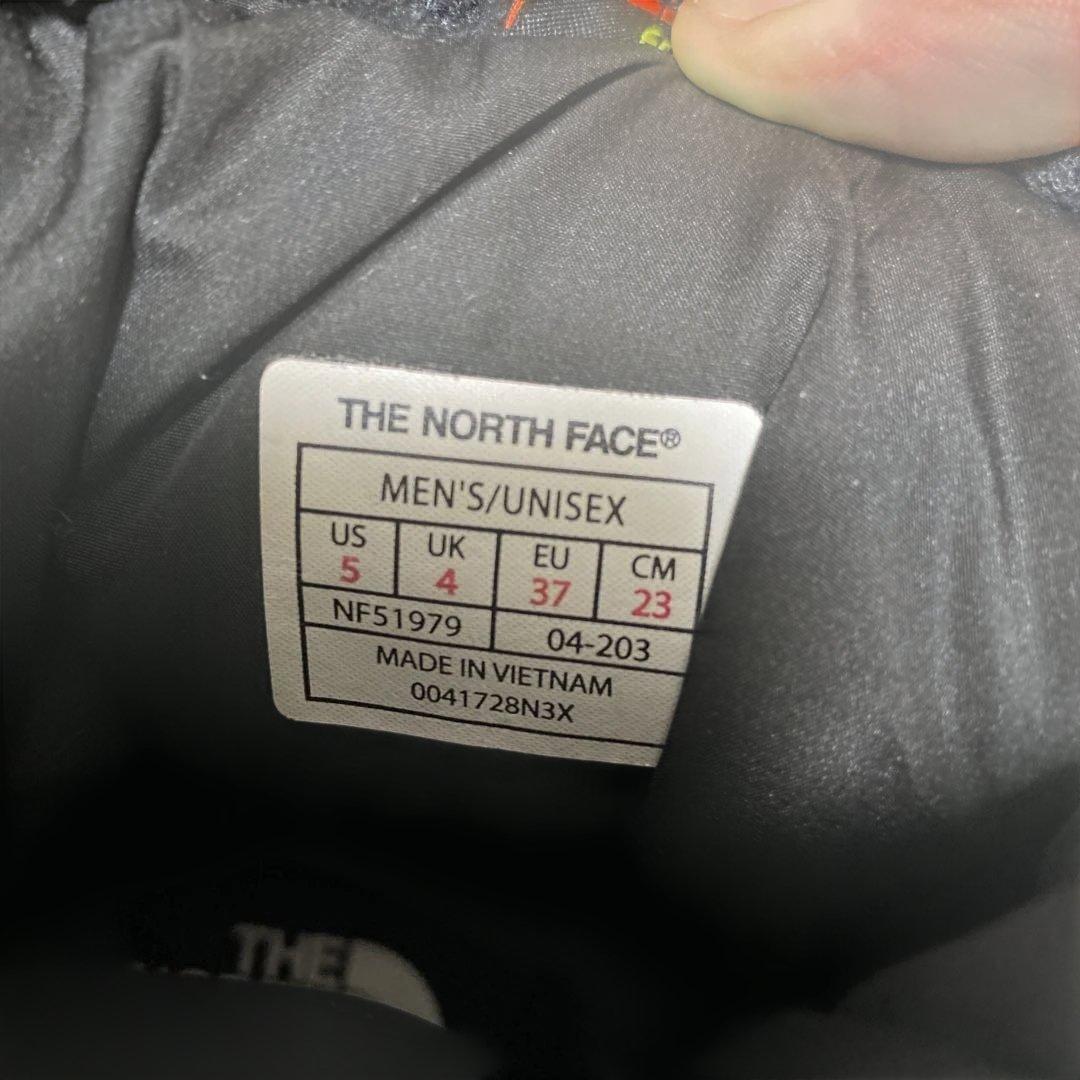 THE NORTH FACE®
MEN'S/UNISEX
US UK EU CM
5 4 37 23
NF51979 04-203
MADE IN VIETNAM
0041728N3X
THE